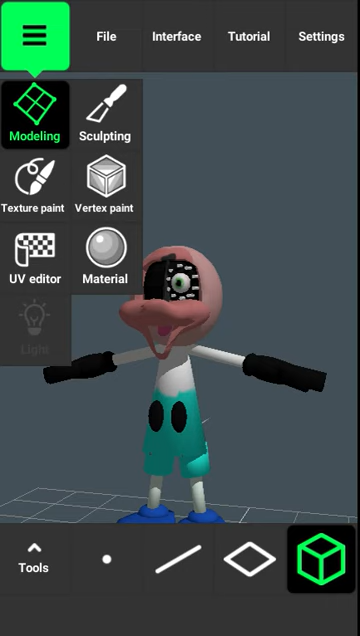 File
Interface
Tutorial
Settings
Modeling
Sculpting
Texture paint
Vertex paint
UV editor
Material
Light
Tools